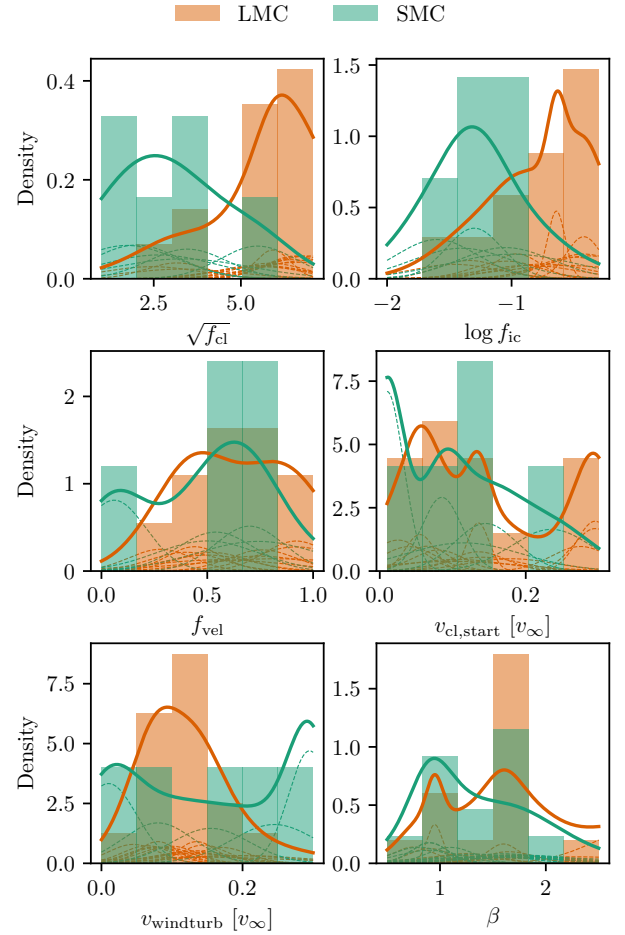 LMC SMC
0.4
0.2
0.0
Density
2.5 5.0
√f_cl
1.5
1.0
0.5
0.0
−2 −1
log f_ic
2
1
0
Density
0.0 0.5 1.0
f_vel
7.5
5.0
2.5
0.0
0.0 0.2
v_cl,start [v_∞]
7.5
5.0
2.5
0.0
Density
0.0 0.2
v_windturb [v_∞]
1.5
1.0
0.5
0.0
1 2
β